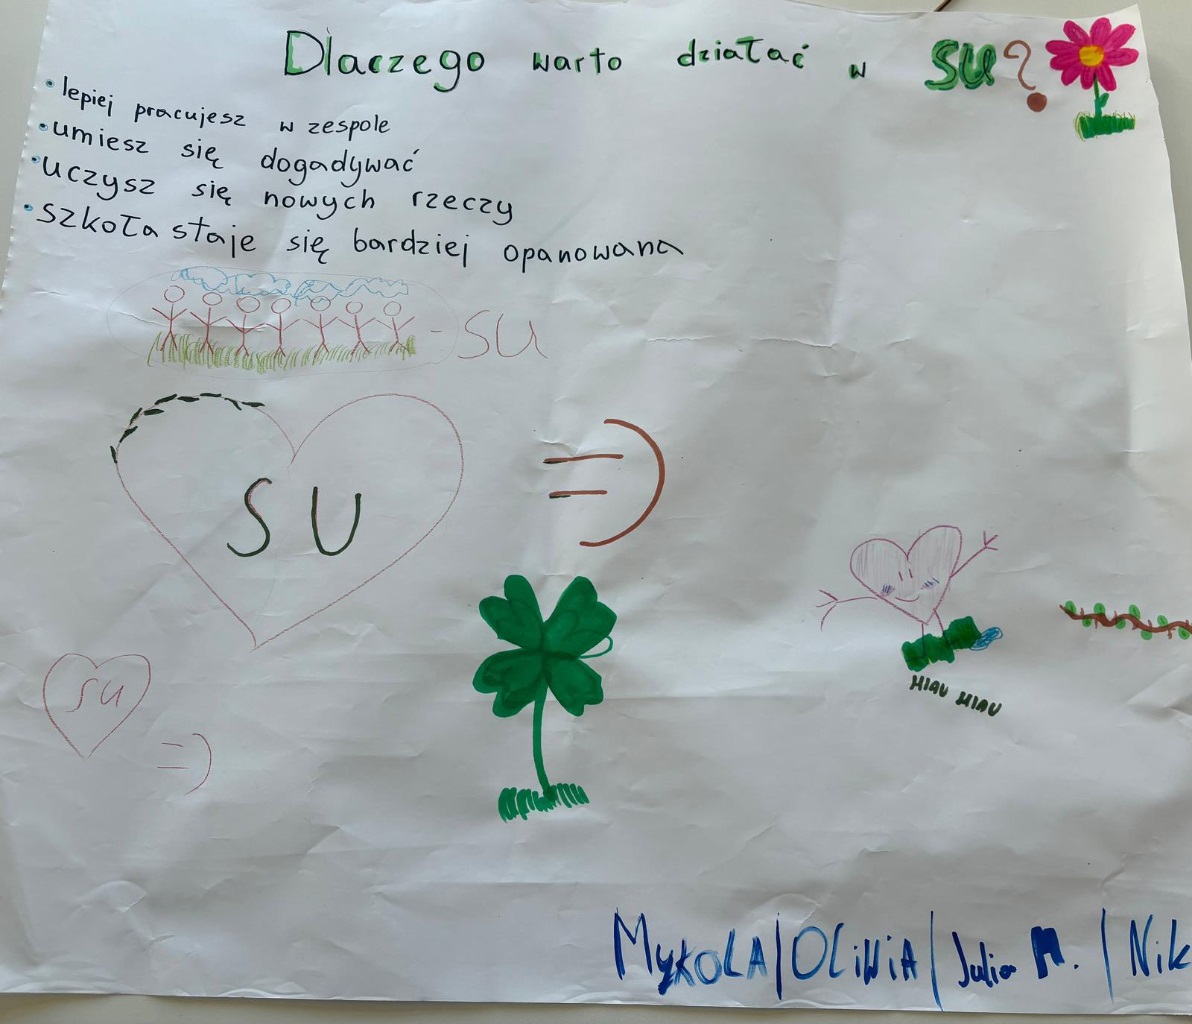 Dlaczego warto działać w SU?
• lepiej pracujesz w zespole
• umiesz się dogadywać
• uczysz się nowych rzeczy
• szkoła staje się bardziej opanowana
- SU
SU
=)
SU
=)
MIAU MIAU
MYKOLA | OLiWiA | Julia M. | Nik